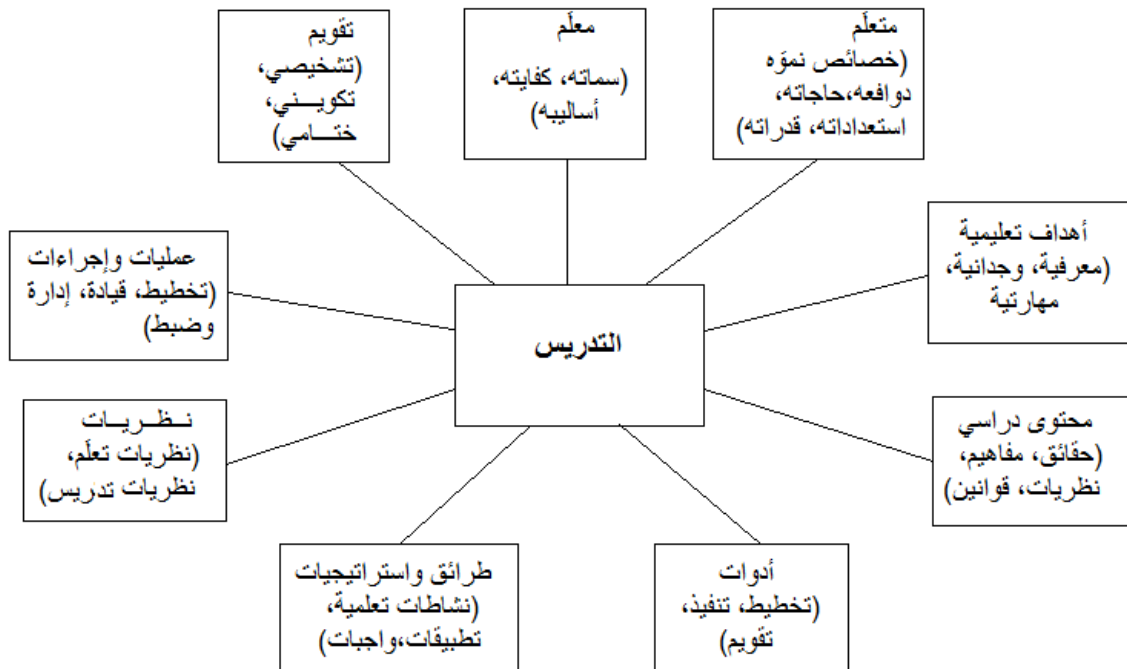 متعلّم
(خصائص نموّه
دوافعه،حاجاته،
استعداداته، قدراته)
معلّم
(سماته، كفايته،
أساليبه)
تقويم
(تشخيصي،
تكويـــني،
ختـــامي)
أهداف تعليمية
(معرفية، وجدانية،
مهارتية
عمليات وإجراءات
(تخطيط، قيادة، إدارة
وضبط)
التدريس
محتوى دراسي
(حقائق، مفاهيم،
نظريات، قوانين)
نــظــريــات
(نظريات تعلّم،
نظريات تدريس)
أدوات
(تخطيط، تنفيذ،
تقويم)
طرائق واستراتيجيات
(نشاطات تعلمية،
تطبيقات،واجبات)